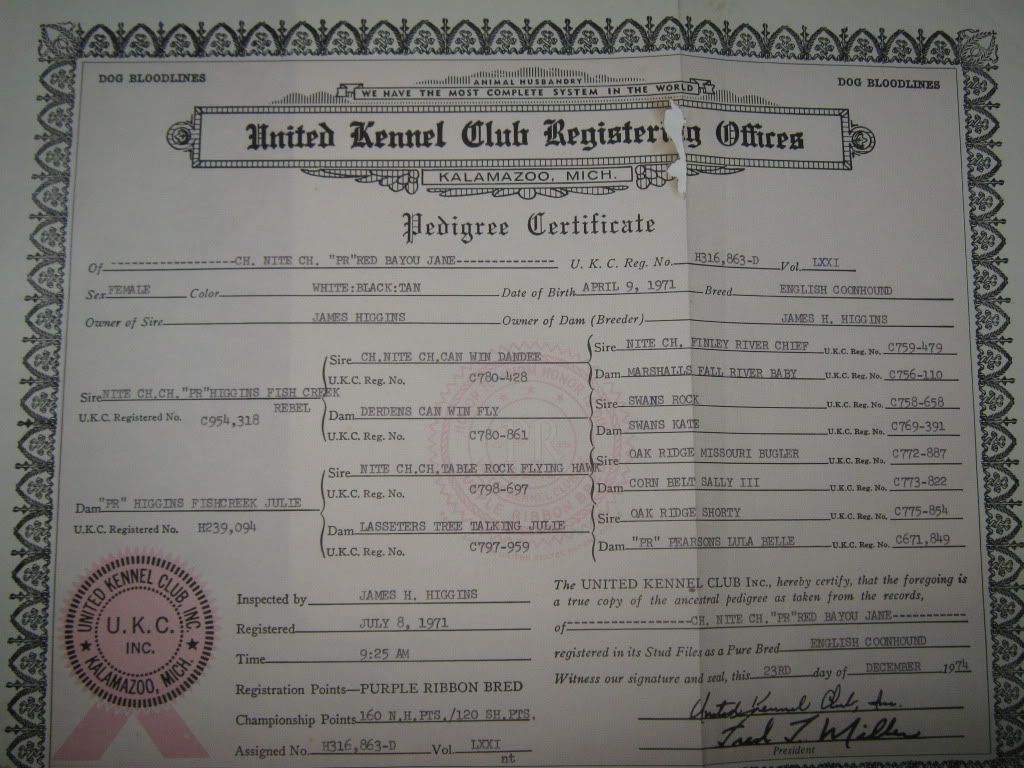 DOG BLOODLINES
DOG BLOODLINES
ANIMAL HUSBANDRY
WE HAVE THE MOST COMPLETE SYSTEM IN THE WORLD
United Kennel Club Registering Offices
KALAMAZOO, MICH.
Pedigree Certificate
Of CH. NITE CH. "PR"RED BAYOU JANE U. K. C. Reg. No. H316,863-D Vol. LXXI
Sex FEMALE Color WHITE:BLACK:TAN Date of Birth APRIL 9, 1971 Breed ENGLISH COONHOUND
Owner of Sire JAMES HIGGINS Owner of Dam (Breeder) JAMES H. HIGGINS
Sire NITE CH.CH."PR"HIGGINS FISH CREEK
REBEL
U.K.C. Registered No. C954,318
Dam "PR" HIGGINS FISHCREEK JULIE
U.K.C. Registered No. H239,094
Sire CH.NITE CH.CAN WIN DANDEE
U.K.C. Reg. No. C780-428
Dam DERDENS CAN WIN FLY
U.K.C. Reg. No. C780-861
Sire NITE CH.CH.TABLE ROCK FLYING HAWK
U.K.C. Reg. No. C798-697
Dam LASSETERS TREE TALKING JULIE
U.K.C. Reg. No. C797-959
Sire NITE CH. FINLEY RIVER CHIEF U.K.C. Reg. No. C759-479
Dam MARSHALLS FALL RIVER BABY U.K.C. Reg. No. C756-110
Sire SWANS ROCK U.K.C. Reg. No. C758-658
Dam SWANS KATE U.K.C. Reg. No. C769-391
Sire OAK RIDGE MISSOURI BUGLER U.K.C. Reg. No. C772-887
Dam CORN BELT SALLY III U.K.C. Reg. No. C773-822
Sire OAK RIDGE SHORTY U.K.C. Reg. No. C775-854
Dam "PR" PEARSONS LULA BELLE U.K.C. Reg. No. C671,849
UNITED KENNEL CLUB, INC.
U. K. C.
INC.
KALAMAZOO, MICH.
Inspected by JAMES H. HIGGINS
Registered JULY 8, 1971
Time 9:25 AM
Registration Points—PURPLE RIBBON BRED
Championship Points 160 N.H.PTS./120 SH.PTS.
Assigned No. H316,863-D Vol LXXI
nt
The UNITED KENNEL CLUB Inc., hereby certify, that the foregoing is
a true copy of the ancestral pedigree as taken from the records,
of CH. NITE CH. "PR"RED BAYOU JANE
registered in its Stud Files as a Pure Bred ENGLISH COONHOUND
Witness our signature and seal, this 23RD day of DECEMBER 1974
United Kennel Club, Inc.
Fred T. Miller
President